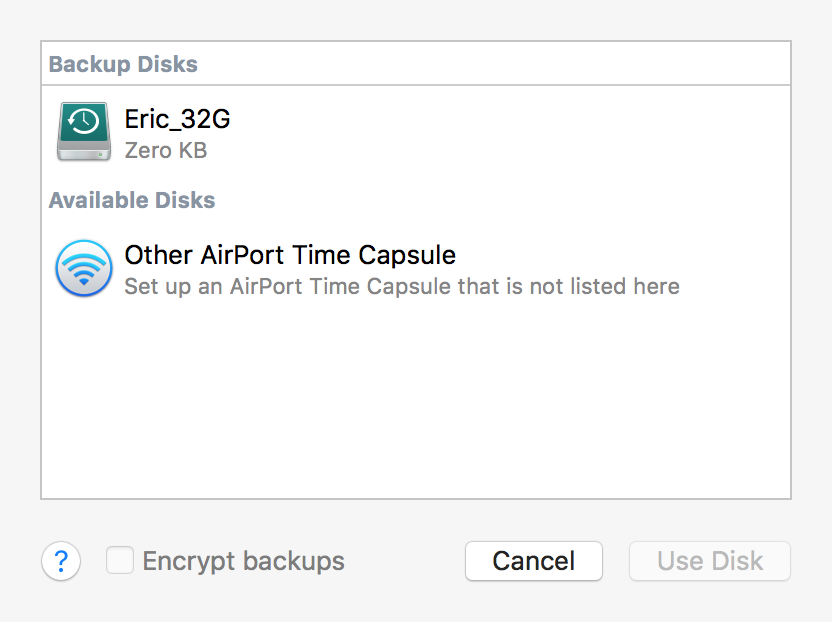 Backup Disks
Eric_32G
Zero KB
Available Disks
Other AirPort Time Capsule
Set up an AirPort Time Capsule that is not listed here
? Encrypt backups Cancel Use Disk